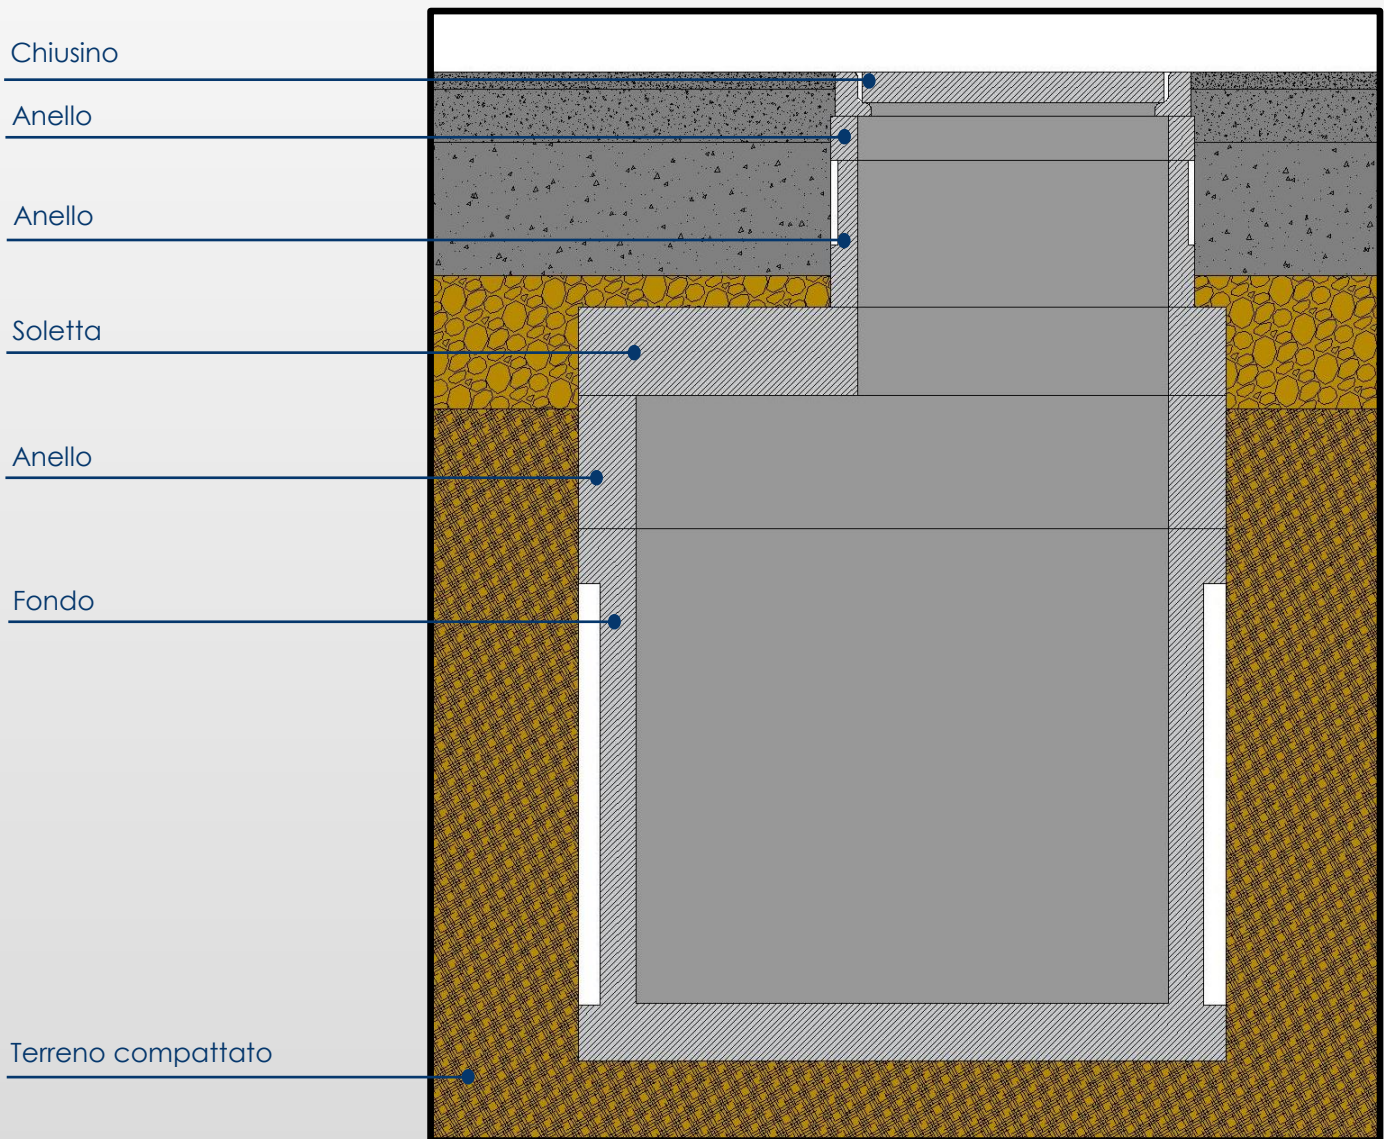 Chiusino
Anello
Anello
Soletta
Anello
Fondo
Terreno compattato